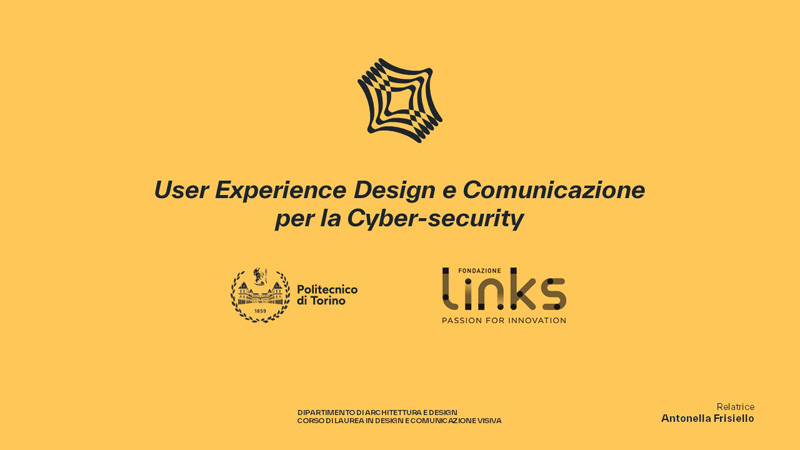 User Experience Design e Comunicazione
per la Cyber-security
1859
Politecnico
di Torino
FONDAZIONE
links
PASSION FOR INNOVATION
DIPARTIMENTO DI ARCHITETTURA E DESIGN
CORSO DI LAUREA IN DESIGN E COMUNICAZIONE VISIVA
Relatrice
Antonella Frisiello